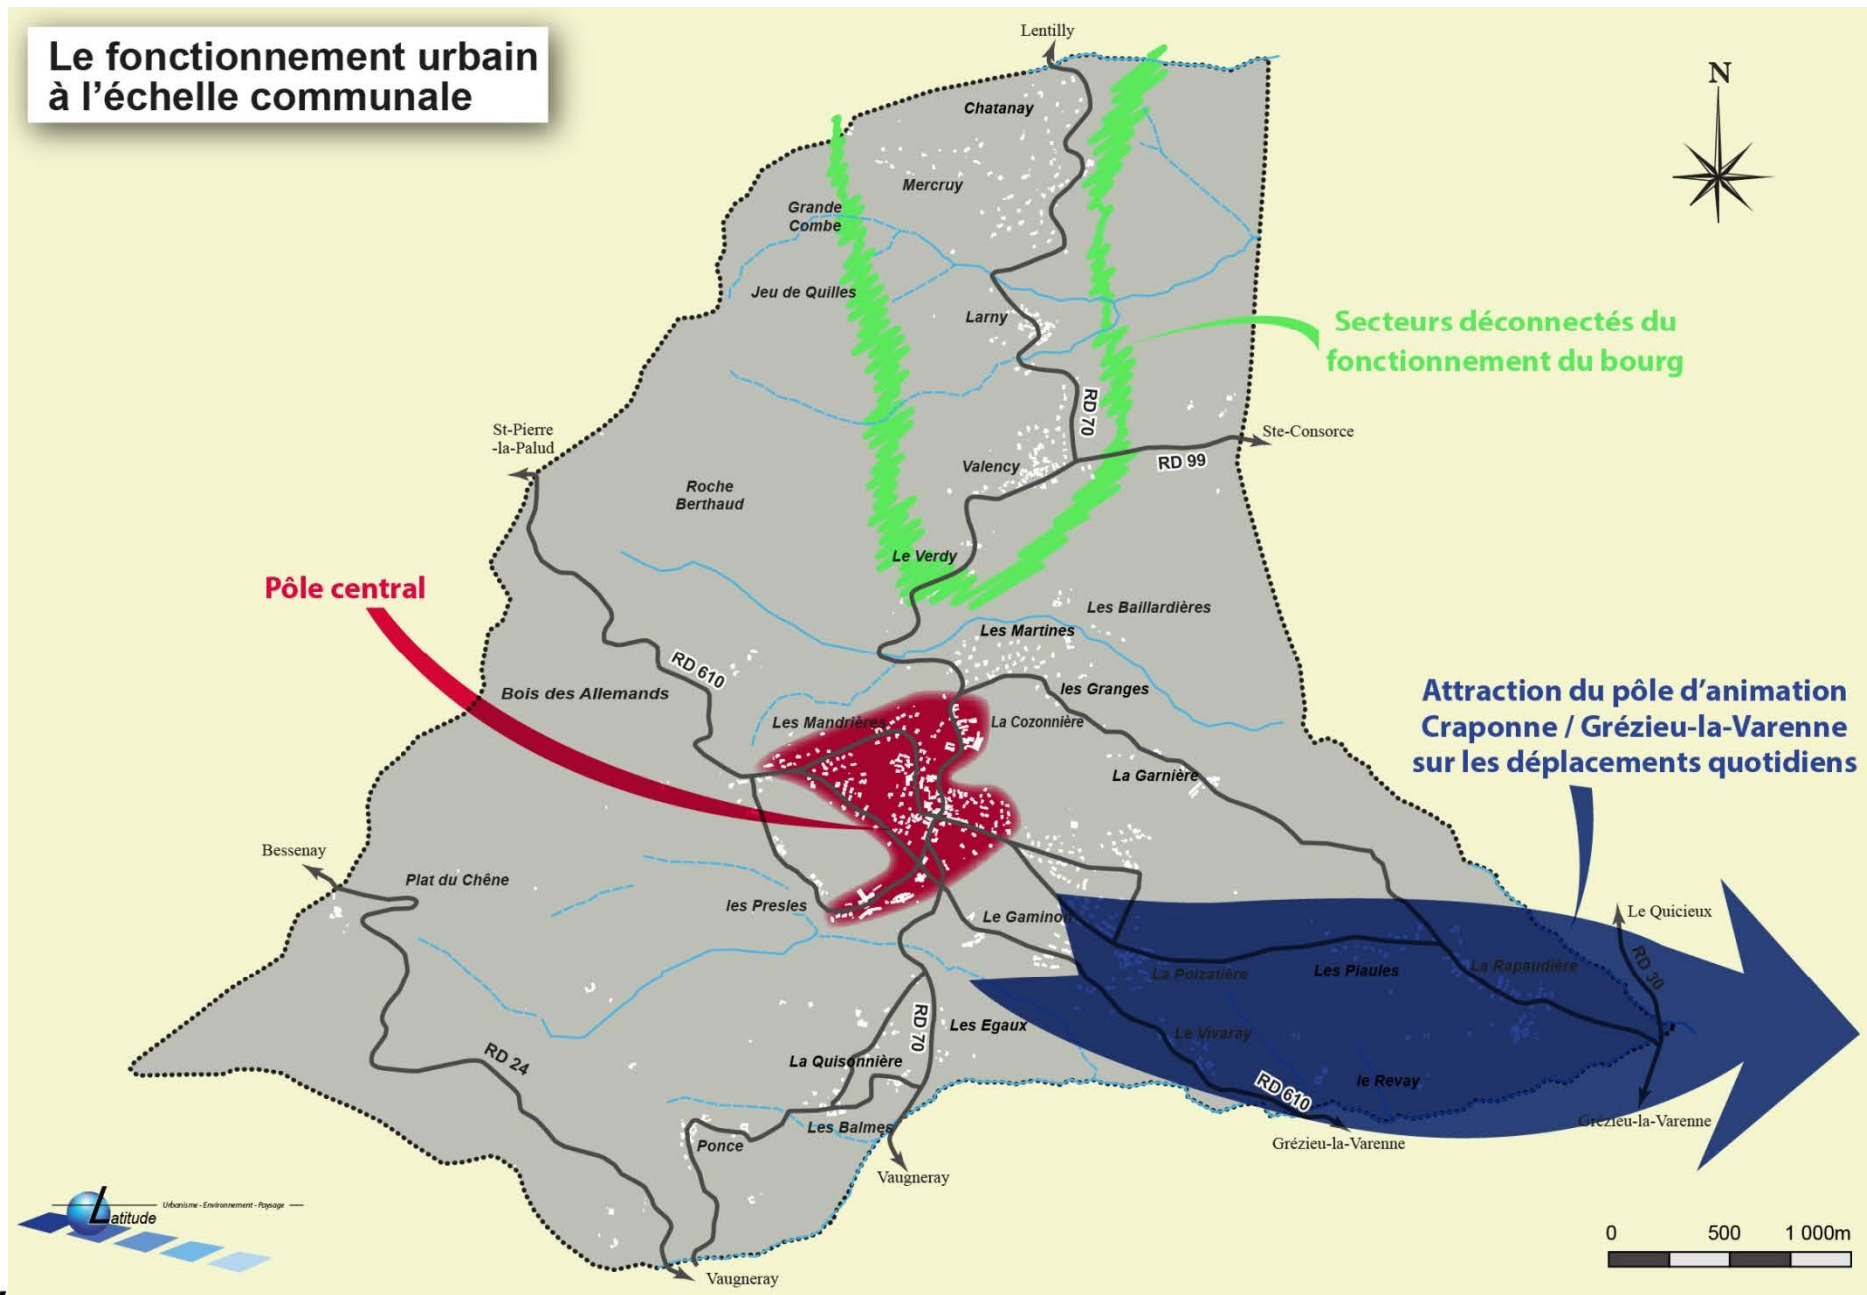 Le fonctionnement urbain
à l'échelle communale
Lentilly
N
Chatanay
Mercruy
Grande
Combe
Jeu de Quilles
Larny
Secteurs déconnectés du
fonctionnement du bourg
RD 70
St-Pierre
-la-Palud
Ste-Consorce
RD 99
Valency
Roche
Berthaud
Le Verdy
Pôle central
Les Baillardières
Les Martines
RD 610
Bois des Allemands
les Granges
Attraction du pôle d'animation
Craponne / Grézieu-la-Varenne
sur les déplacements quotidiens
Les Mandrières
La Cozonnière
La Garnière
Bessenay
Plat du Chêne
les Presles
Le Gaminon
Le Quicieux
La Poizatière
Les Piaules
La Rapaudière
RD 30
RD 70
Les Egaux
Le Vivaray
RD 24
La Quisonnière
le Revay
RD 610
Les Balmes
Ponce
Grézieu-la-Varenne
Grézieu-la-Varenne
Vaugneray
Latitude
Urbanisme - Environnement - Paysage
0 500 1 000m
Vaugneray